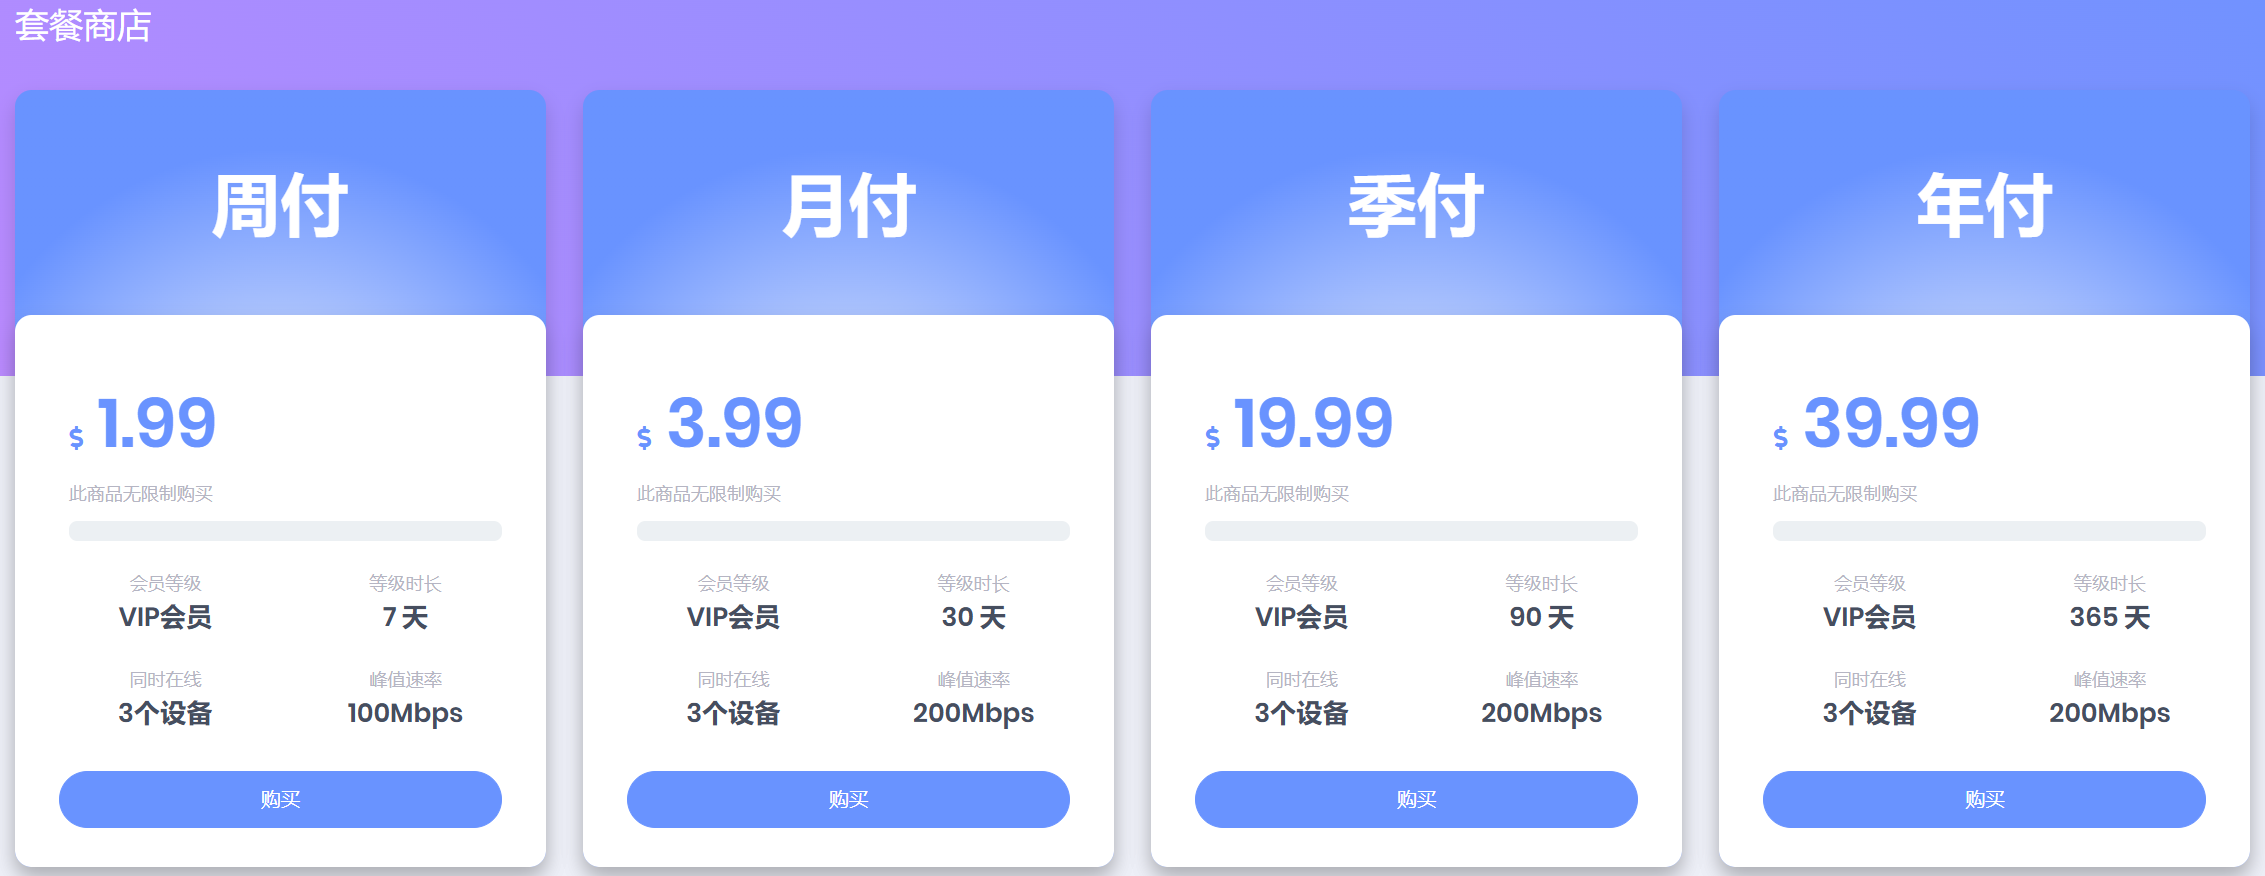 套餐商店
周付
$ 1.99
此商品无限制购买
会员等级 等级时长
VIP会员 7 天
同时在线 峰值速率
3个设备 100Mbps
购买
月付
$ 3.99
此商品无限制购买
会员等级 等级时长
VIP会员 30 天
同时在线 峰值速率
3个设备 200Mbps
购买
季付
$ 19.99
此商品无限制购买
会员等级 等级时长
VIP会员 90 天
同时在线 峰值速率
3个设备 200Mbps
购买
年付
$ 39.99
此商品无限制购买
会员等级 等级时长
VIP会员 365 天
同时在线 峰值速率
3个设备 200Mbps
购买